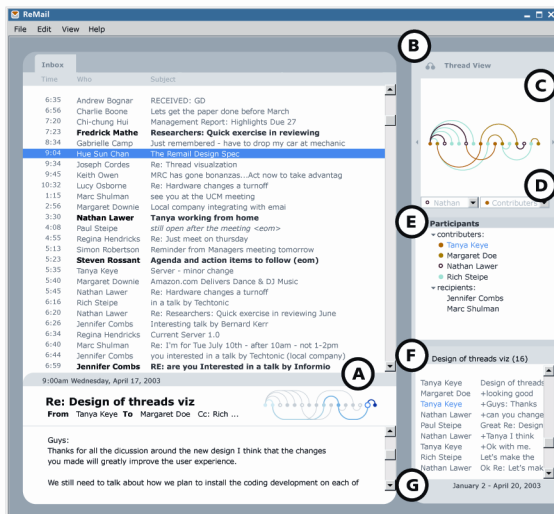 ReMail
File Edit View Help
B
Inbox
Thread View
Time Who Subject
C
6:35 Andrew Bognar RECEIVED: GD
6:56 Charlie Boone Lets get the paper done before March
7:20 Chi-chung Hui Management Report: Highlights Due 27
7:23 Fredrick Mathe Researchers: Quick exercise in reviewing
8:34 Gabrielle Camp Just remembered - have to drop my car at mechanic
9:04 Hue Sun Chan The Remail Design Spec
9:34 Joseph Cordes Re: Thread visualzation
9:45 Keith Owen MRC has gone bonanzas...Act now to take advantag
10:32 Lucy Osborne Re: Hardware changes a turnoff
1:15 Marc Shulman see you at the UCM meeting
2:56 Margaret Downie Local company integrating with emai
3:30 Nathan Lawer Tanya working from home
4:08 Paul Steipe still open after the meeting <eom>
4:55 Regina Hendricks Re: Just meet on thursday
5:13 Simon Robertson Reminder from Managers meeting tomorrow
5:23 Steven Rossant Agenda and action items to follow (eom)
5:35 Tanya Keye Server - minor change
5:40 Margaret Downie Amazon.com Delivers Dance & DJ Music
5:45 Nathan Lawer Re: Hardware changes a turnoff
6:16 Rich Steipe in a talk by Techtonic
6:20 Nathan Lawer Re: Researchers: Quick exercise in reviewing June
6:26 Jennifer Combs Interesting talk by Bernard Kerr
6:34 Regina Hendricks Current Server 1.0
6:40 Marc Shulman Re: I'm for Tue July 10th - after 10am - not 1-2pm
6:44 Jennifer Combs you interested in a talk by Techtonic (local company)
6:59 Jennifer Combs RE: are you Interested in a talk by Informio
D
Nathan Contributers
E
Participants
contributers:
Tanya Keye
Margaret Doe
Nathan Lawer
Rich Steipe
recipients:
Jennifer Combs
Marc Shulman
A
9:00am Wednesday, April 17, 2003
Re: Design of threads viz
From Tanya Keye To Margaret Doe Cc: Rich ...
Guys:
Thanks for all the dicussion around the new design I think that the changes
you made will greatly improve the user experience.
We still need to talk about how we plan to install the coding development on each of
F
Design of threads viz (16)
Tanya Keye Design of threads
Margaret Doe +looking good
Tanya Keye +Guys: Thanks
Nathan Lawer +can you change
Paul Steipe Great Re: Design
Nathan Lawer +Tanya I think
Tanya Keye +Ok with me.
Rich Steipe Let's make the
Nathan Lawer Ok Re: Let's mak
G
January 2 - April 20, 2003